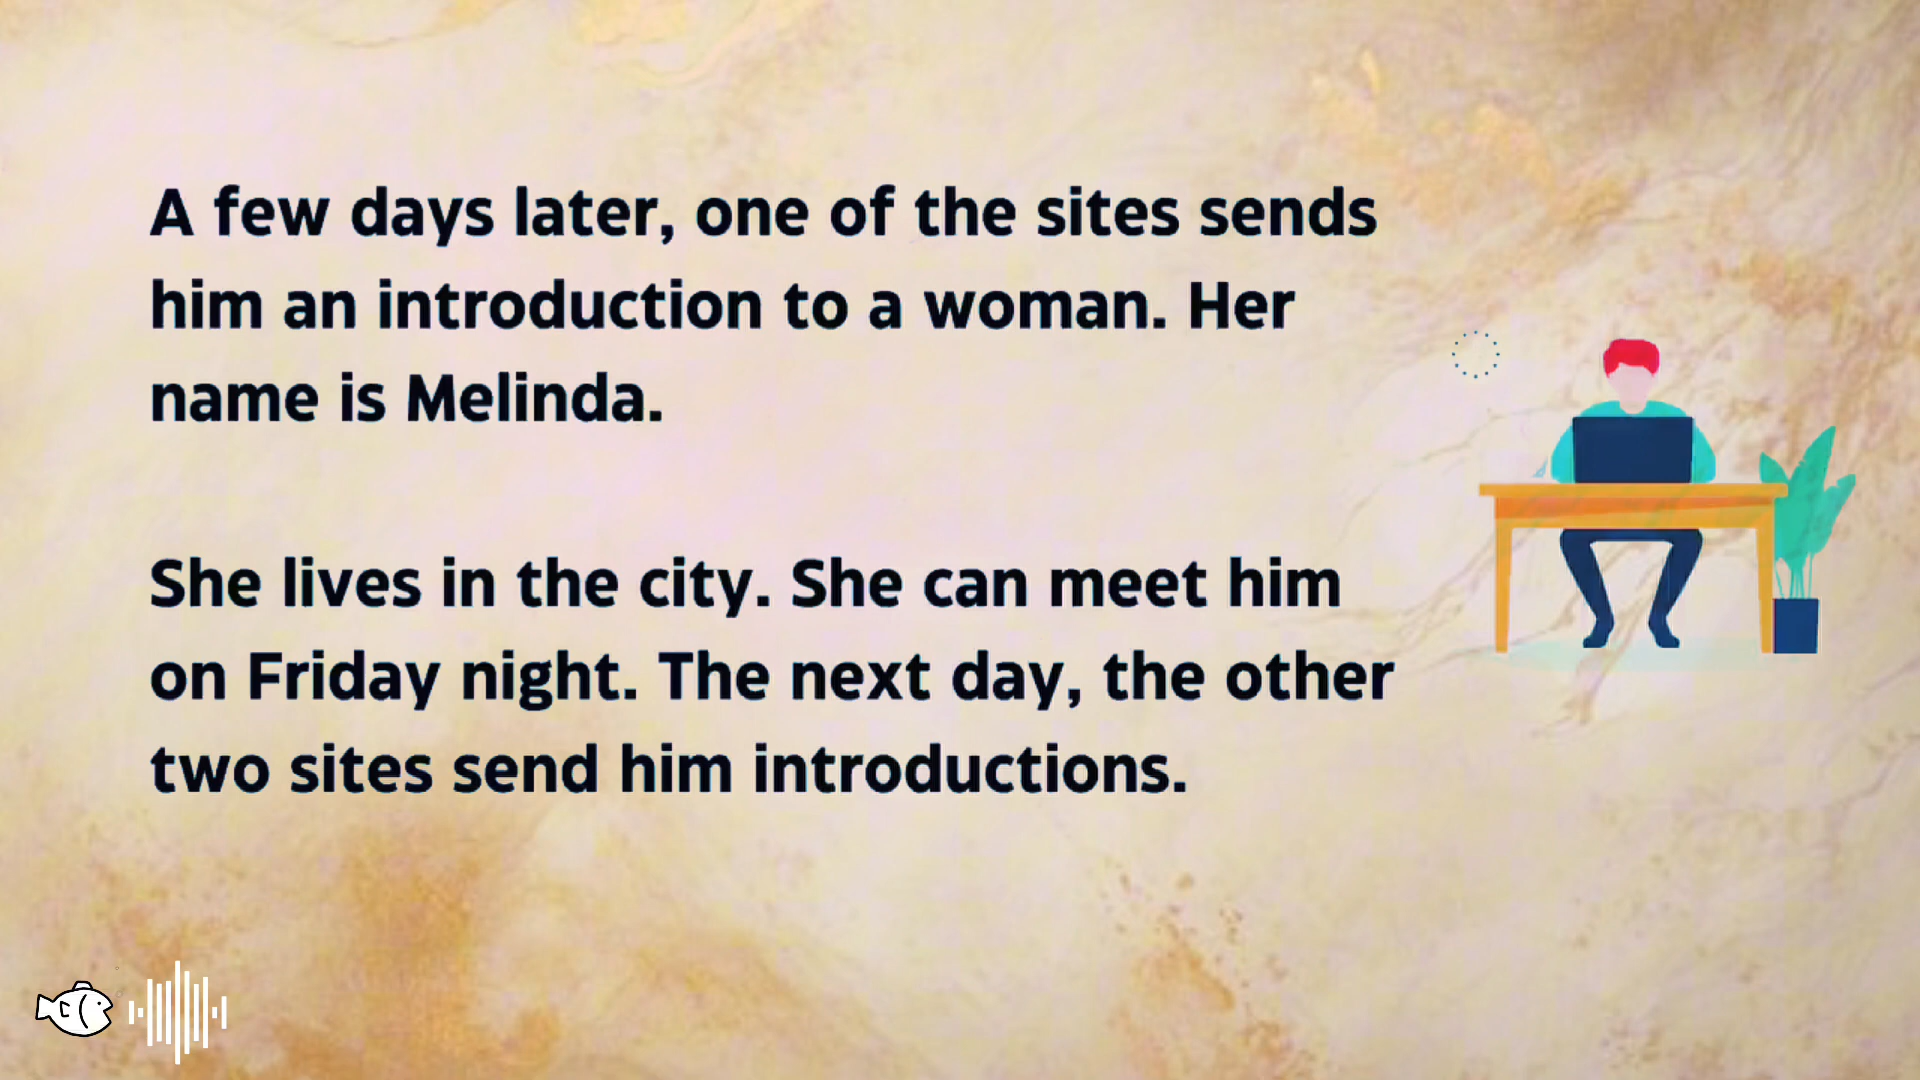 A few days later, one of the sites sends
him an introduction to a woman. Her
name is Melinda.
She lives in the city. She can meet him
on Friday night. The next day, the other
two sites send him introductions.